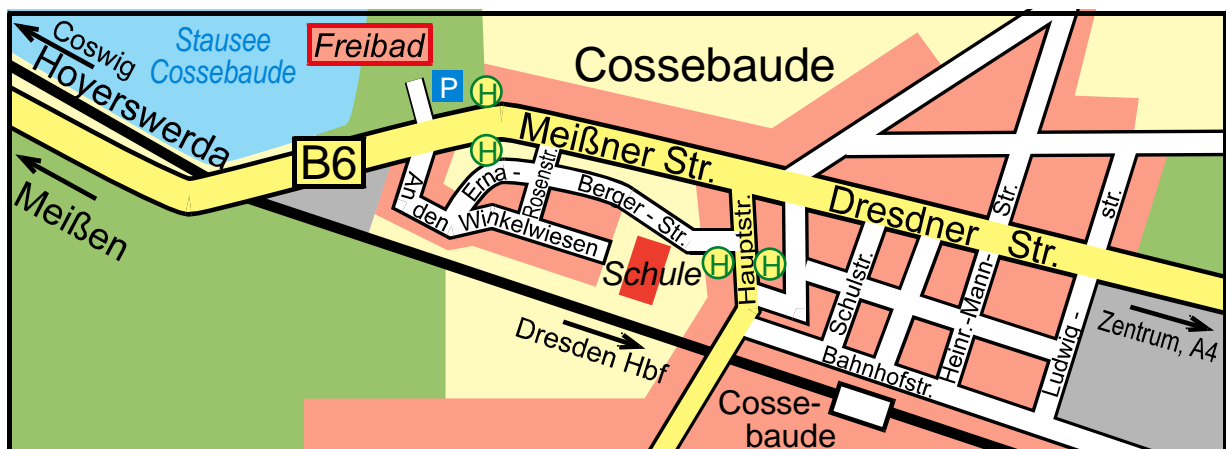 Coswig
Hoyerswerda
Stausee
Cossebaude
Freibad
P
H
Cossebaude
B6
Meißner Str.
H
Meißen
An
den
Winkelwiesen
Erna -
Berger - Str.
Rosenstr.
Schule
H
H
Hauptstr.
Dresdner Str.
Schulstr.
Heinr.-Mann-
Str.
Ludwig -
str.
Bahnhofstr.
Dresden Hbf
Zentrum, A4
Cosse-
baude